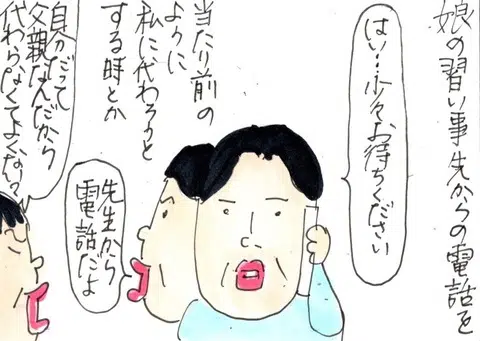 娘の習い事先からの電話を
はい…少々お待ちください
当たり前の
ように
私に代わろうと
する時とか
先生から
電話だよ
自分だって
父親なんだから
代わらなくてよくない?